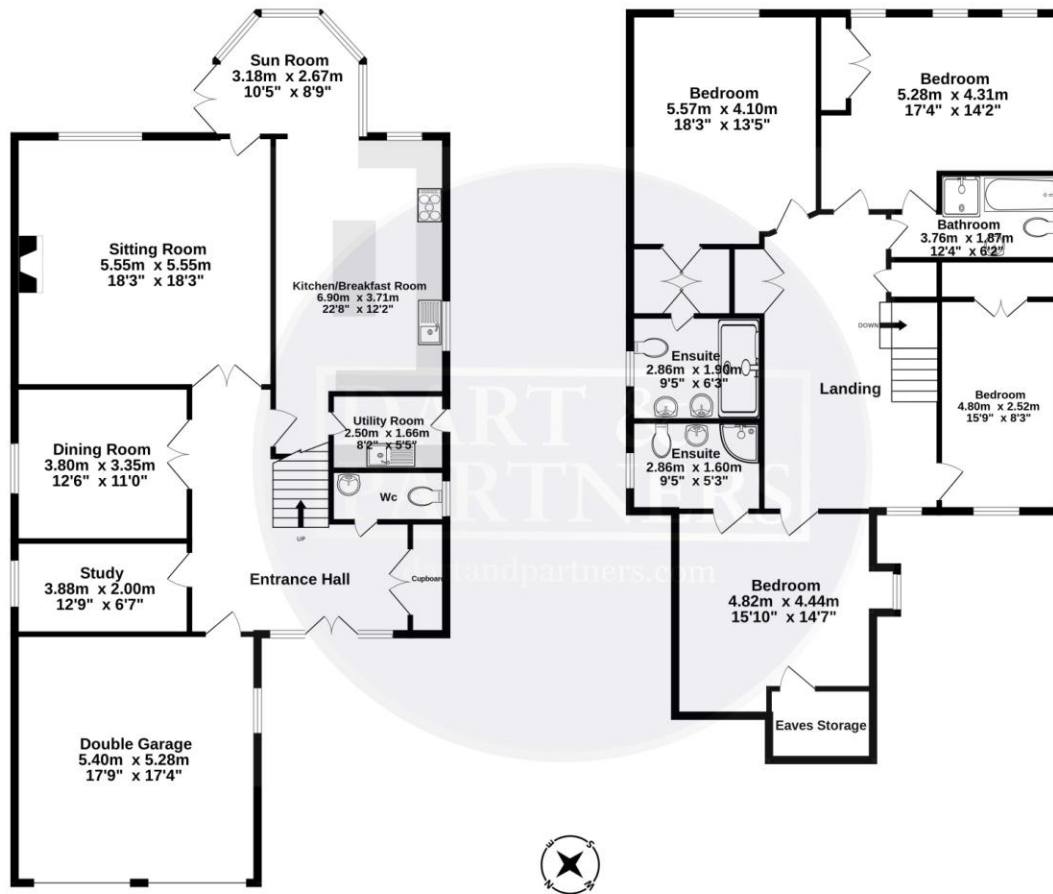 Sun Room
3.18m x 2.67m
10'5" x 8'9"
Sitting Room
5.55m x 5.55m
18'3" x 18'3"
Kitchen/Breakfast Room
6.90m x 3.71m
22'8" x 12'2"
Dining Room
3.80m x 3.35m
12'6" x 11'0"
Utility Room
2.50m x 1.66m
8'2" x 5'5"
Wc
UP
Study
3.88m x 2.00m
12'9" x 6'7"
Entrance Hall
Cupboard
Double Garage
5.40m x 5.28m
17'9" x 17'4"
Bedroom
5.57m x 4.10m
18'3" x 13'5"
Bedroom
5.28m x 4.31m
17'4" x 14'2"
Bathroom
3.76m x 1.87m
12'4" x 6'2"
DOWN
Ensuite
2.86m x 1.90m
9'5" x 6'3"
Landing
Bedroom
4.80m x 2.52m
15'9" x 8'3"
Ensuite
2.86m x 1.60m
9'5" x 5'3"
Bedroom
4.82m x 4.44m
15'10" x 14'7"
Eaves Storage
DART &
PARTNERS
dartandpartners.com
E
S
N
W